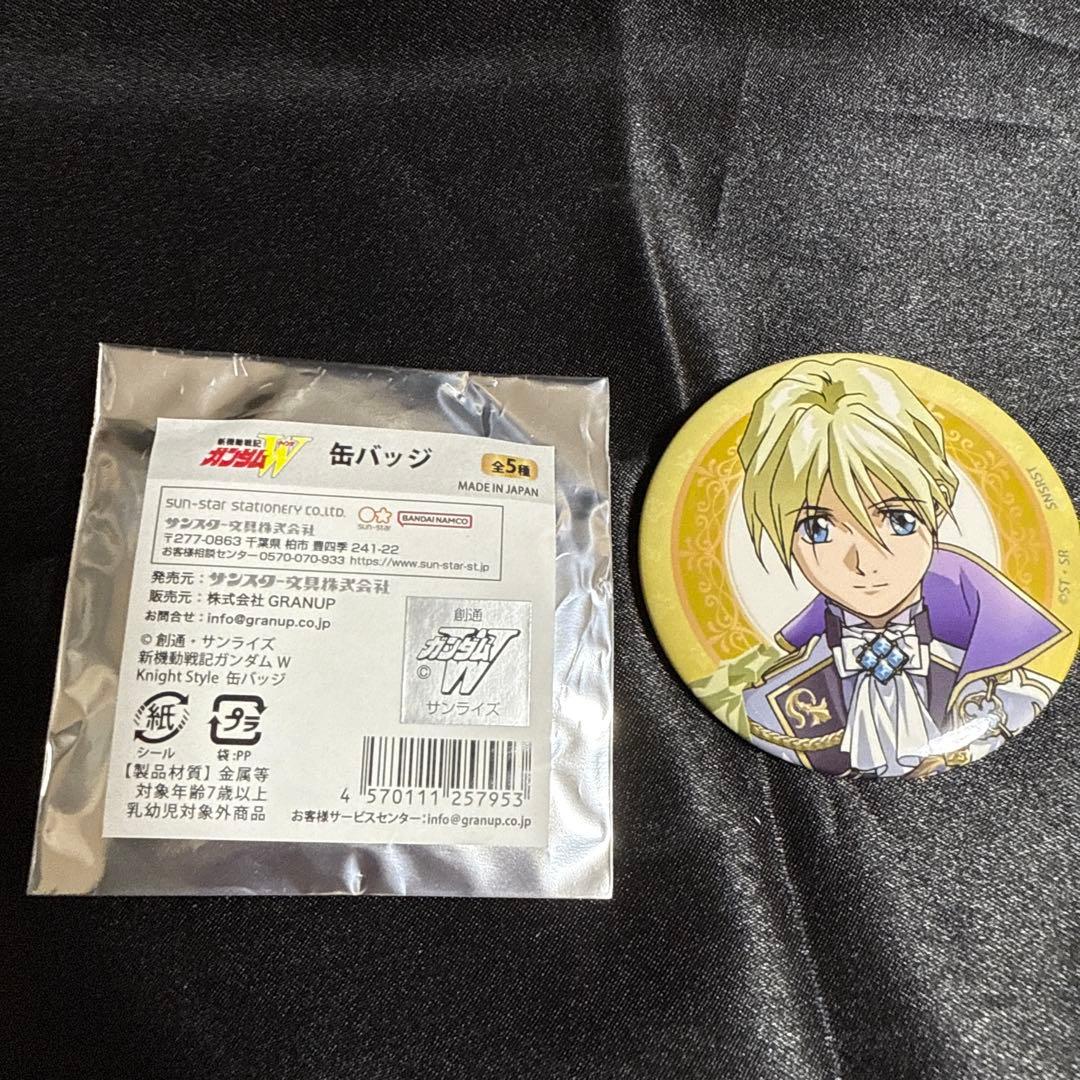 新機動戦記
ガンダムW
ウイング
缶バッジ
全5種
MADE IN JAPAN
sun-star stationery CO.,LTD.
サンスター文具株式会社
sun-star
BANDAI NAMCO
〒277-0863 千葉県 柏市 豊四季 241-22
お客様相談センター0570-070-933 https://www.sun-star-st.jp
発売元：サンスター文具株式会社
販売元：株式会社 GRANUP
お問合せ：info@granup.co.jp
© 創通・サンライズ
新機動戦記ガンダム W
Knight Style 缶バッジ
創通
ガンダムW
©
サンライズ
紙
シール
プラ
袋:PP
【製品材質】金属等
対象年齢7歳以上
乳幼児対象外商品
4 570111 257953
お客様サービスセンター：info@granup.co.jp
SNSRST
©ST・SR